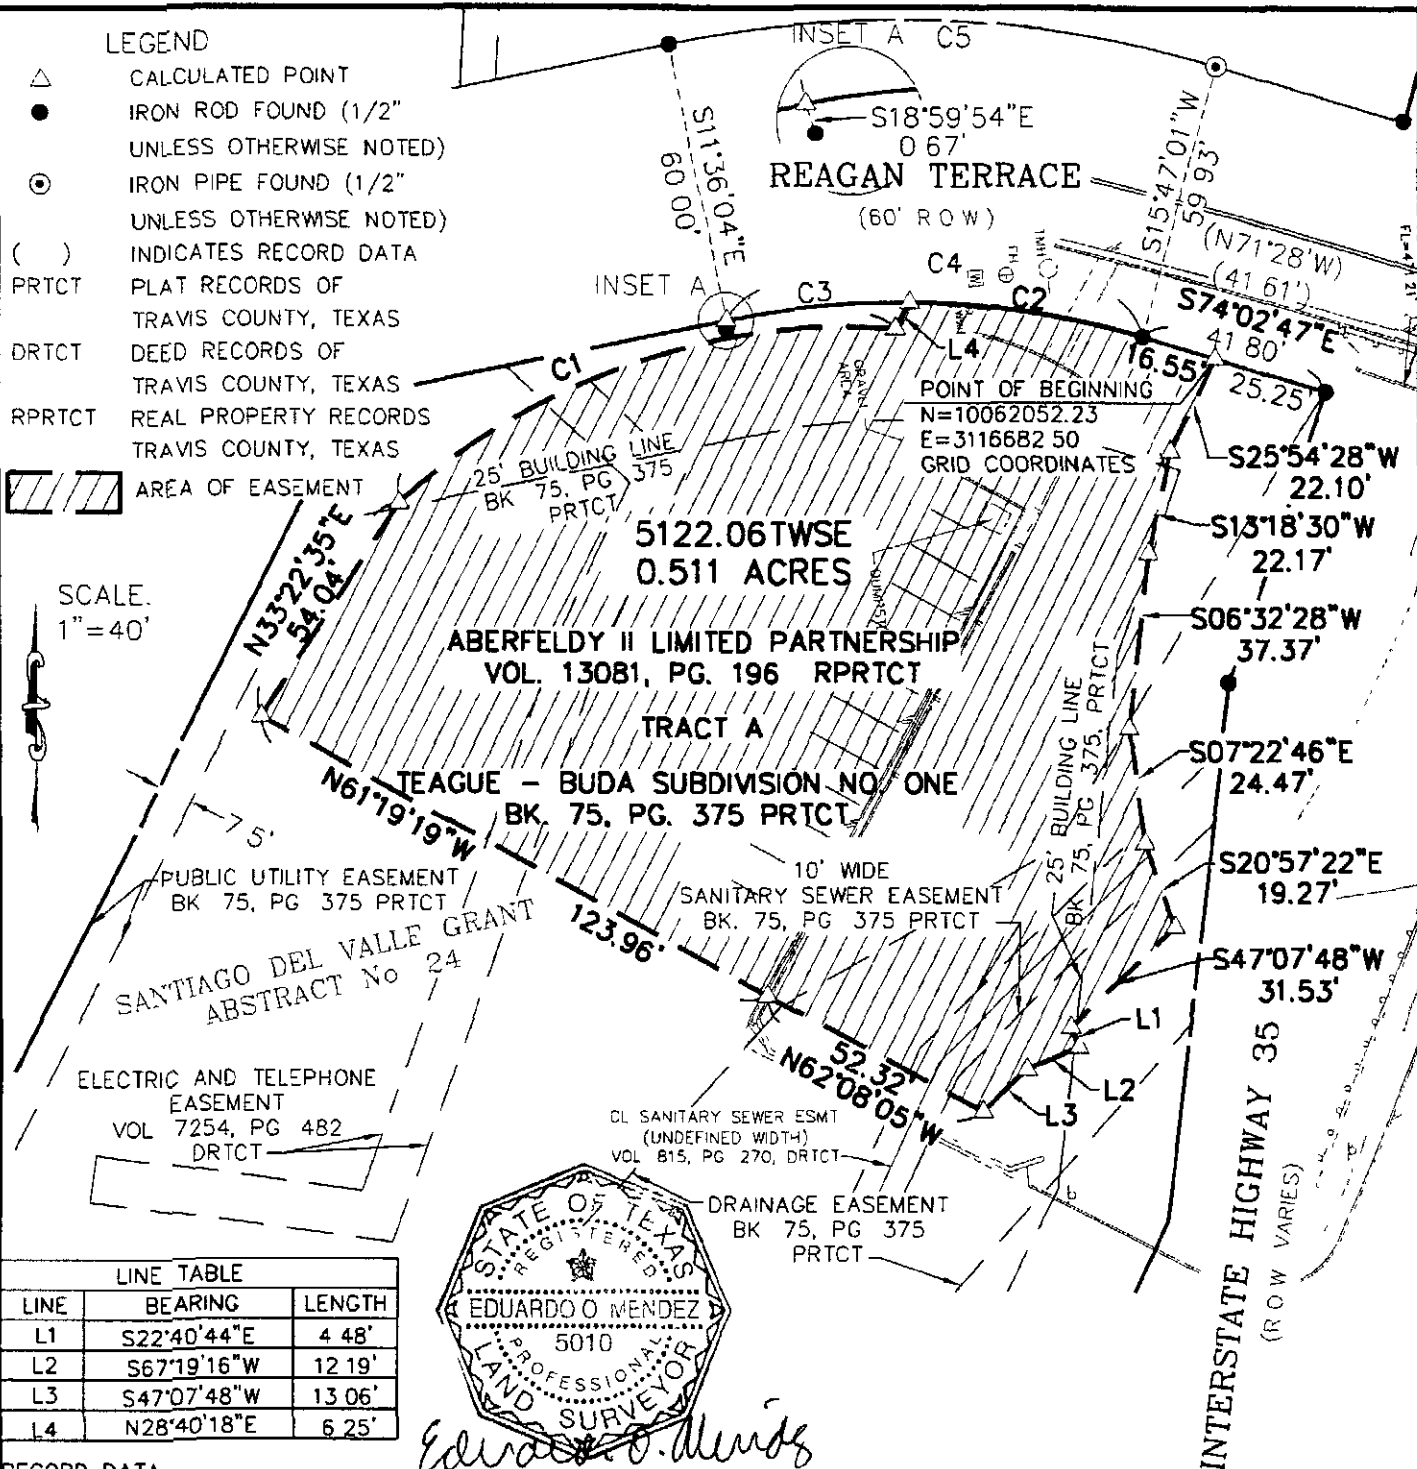 LEGEND
CALCULATED POINT
IRON ROD FOUND (1/2"
UNLESS OTHERWISE NOTED)
IRON PIPE FOUND (1/2"
UNLESS OTHERWISE NOTED)
( ) INDICATES RECORD DATA
PRTCT PLAT RECORDS OF
TRAVIS COUNTY, TEXAS
DRTCT DEED RECORDS OF
TRAVIS COUNTY, TEXAS
RPRTCT REAL PROPERTY RECORDS
TRAVIS COUNTY, TEXAS
AREA OF EASEMENT
SCALE.
1"=40'
INSET A C5
S18°59'54"E
0 67'
S11°36'04"E
60 00'
REAGAN TERRACE
(60' R O W)
S15°47'01"W
59 93'
(N71°28'W)
(41 61')
S74°02'47"E
41 80'
16.55'
25.25'
INSET A
C3
C4
W
FH
TMH
C2
C1
L4
GRAVEL
AREA
POINT OF BEGINNING
N=10062052.23
E=3116682 50
GRID COORDINATES
25' BUILDING LINE
BK 75, PG 375
PRTCT
S25°54'28"W
22.10'
S13°18'30"W
22.17'
S06°32'28"W
37.37'
S07°22'46"E
24.47'
S20°57'22"E
19.27'
S47°07'48"W
31.53'
N33°22'35"E
54.04'
5122.06TWSE
0.511 ACRES
ABERFELDY II LIMITED PARTNERSHIP
VOL. 13081, PG. 196 RPRTCT
TRACT A
TEAGUE - BUDA SUBDIVISION NO ONE
BK. 75, PG. 375 PRTCT
25' BUILDING LINE
BK 75, PG 375, PRTCT
N61°19'19"W
123.96'
7 5'
PUBLIC UTILITY EASEMENT
BK 75, PG 375 PRTCT
10' WIDE
SANITARY SEWER EASEMENT
BK. 75, PG 375 PRTCT
SANTIAGO DEL VALLE GRANT
ABSTRACT No 24
L1
L2
L3
52.32'
N62°08'05"W
ELECTRIC AND TELEPHONE
EASEMENT
VOL 7254, PG 482
DRTCT
CL SANITARY SEWER ESMT
(UNDEFINED WIDTH)
VOL 815, PG 270, DRTCT
DRAINAGE EASEMENT
BK 75, PG 375
PRTCT
INTERSTATE HIGHWAY 35
(R O W VARIES)
LINE TABLE
LINE BEARING LENGTH
L1 S22°40'44"E 4 48'
L2 S67°19'16"W 12 19'
L3 S47°07'48"W 13 06'
L4 N28°40'18"E 6 25'
STATE OF TEXAS
REGISTERED
EDUARDO O MENDEZ
5010
PROFESSIONAL
LAND SURVEYOR
Eduardo O. Mendez
RECORD DATA